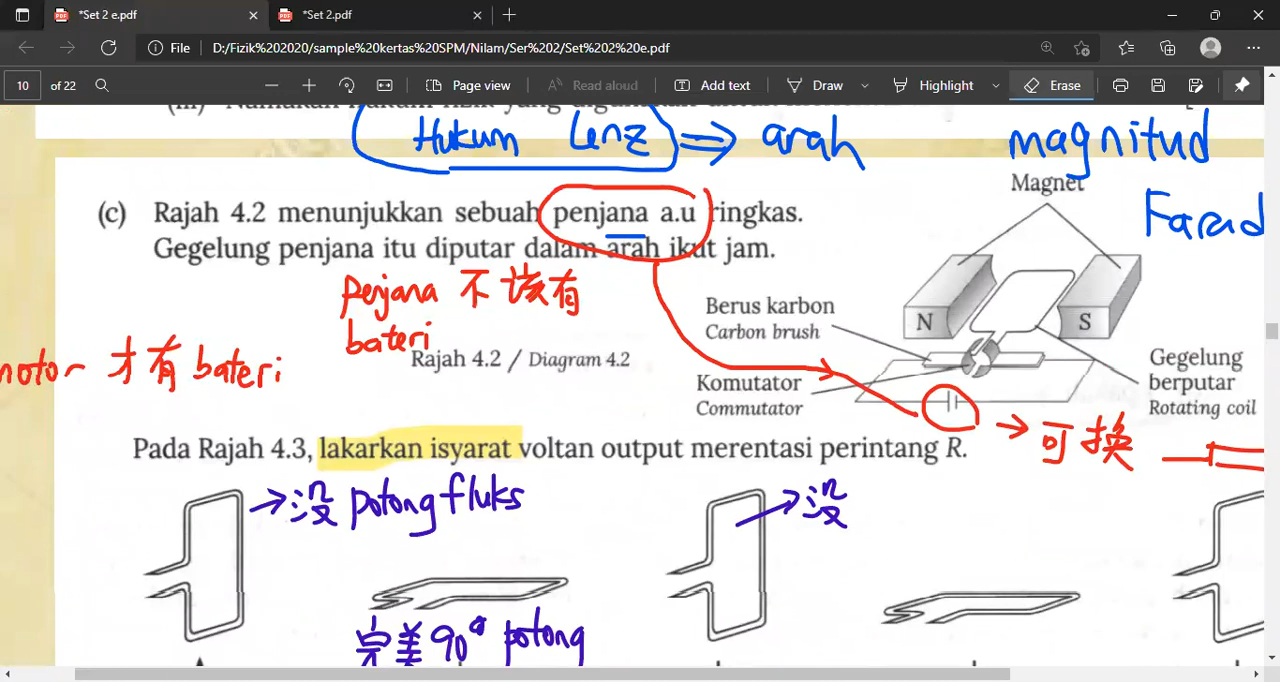 *Set 2 e.pdf
*Set 2.pdf
File D:/Fizik%202020/sample%20kertas%20SPM/Nilam/Ser%202/Set%202%20e.pdf
10 of 22
Page view
Read aloud
Add text
Draw
Highlight
Erase
Hukum Lenz ⇒ arah
magnitud
Farad
Magnet
(c) Rajah 4.2 menunjukkan sebuah penjana a.u ringkas.
Gegelung penjana itu diputar dalam arah ikut jam.
penjana 不该有
bateri
motor 才有 bateri
Rajah 4.2 / Diagram 4.2
Berus karbon
Carbon brush
N
S
Komutator
Commutator
Gegelung
berputar
Rotating coil
→ 可换
Pada Rajah 4.3, lakarkan isyarat voltan output merentasi perintang R.
→ 没 potong fluks
→ 没
完美 90° potong